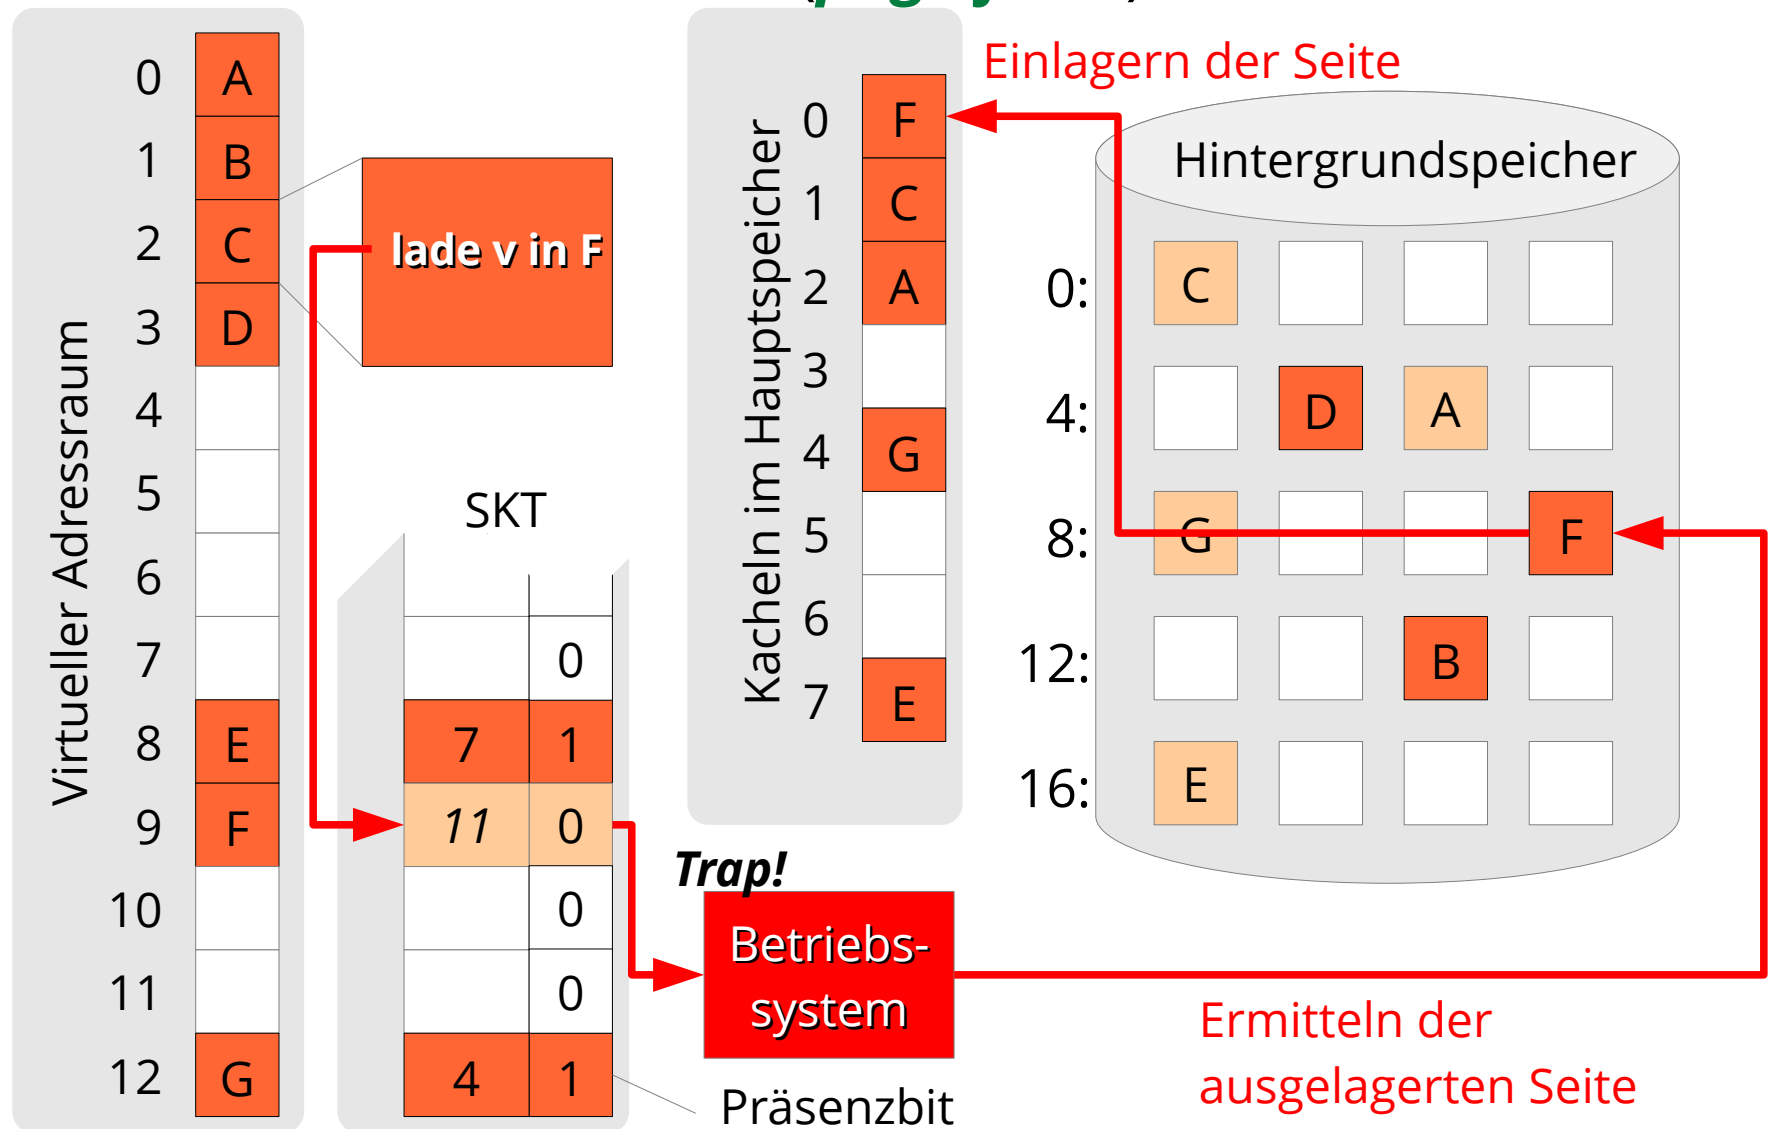 Einlagern der Seite
Virtueller Adressraum
0 A
1 B
2 C
3 D
4
5
6
7
8 E
9 F
10
11
12 G
lade v in F
SKT
0
7 1
11 0
0
0
4 1
Präsenzbit
Kacheln im Hauptspeicher
0 F
1 C
2 A
3
4 G
5
6
7 E
Trap!
Betriebs-
system
Hintergrundspeicher
0: C
4: D A
8: G F
12: B
16: E
Ermitteln der
ausgelagerten Seite